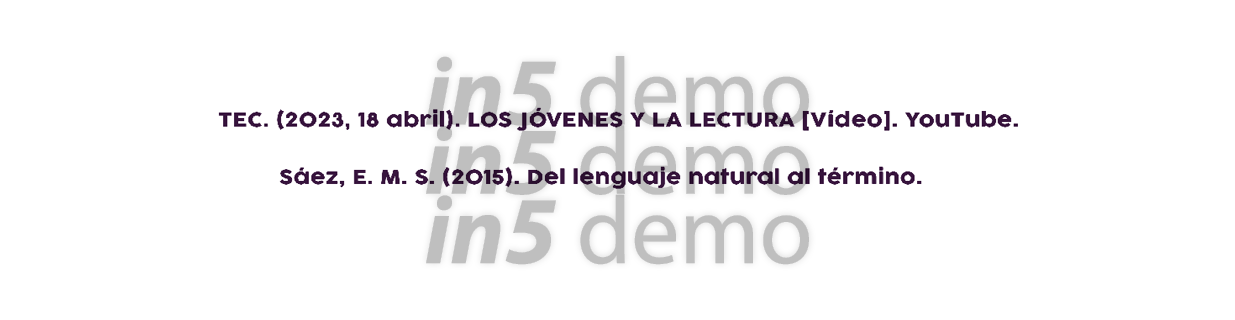 in5 demo
TEC. (2023, 18 abril). LOS JÓVENES Y LA LECTURA [Vídeo]. YouTube.
in5 demo
Sáez, E. M. S. (2015). Del lenguaje natural al término.
in5 demo